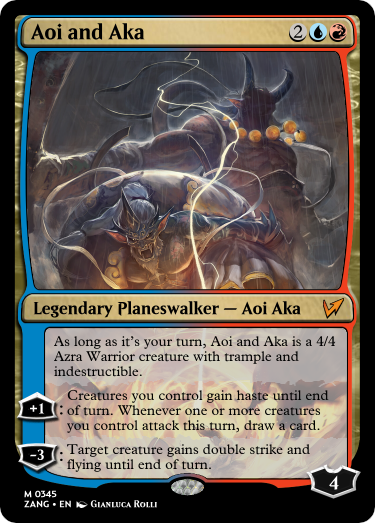 Aoi and Aka 2
Legendary Planeswalker — Aoi Aka
As long as it's your turn, Aoi and Aka is a 4/4
Azra Warrior creature with trample and
indestructible.
+1: Creatures you control gain haste until end
of turn. Whenever one or more creatures
you control attack this turn, draw a card.
-3: Target creature gains double strike and
flying until end of turn.
4
M 0345
ZANG • EN Gianluca Rolli